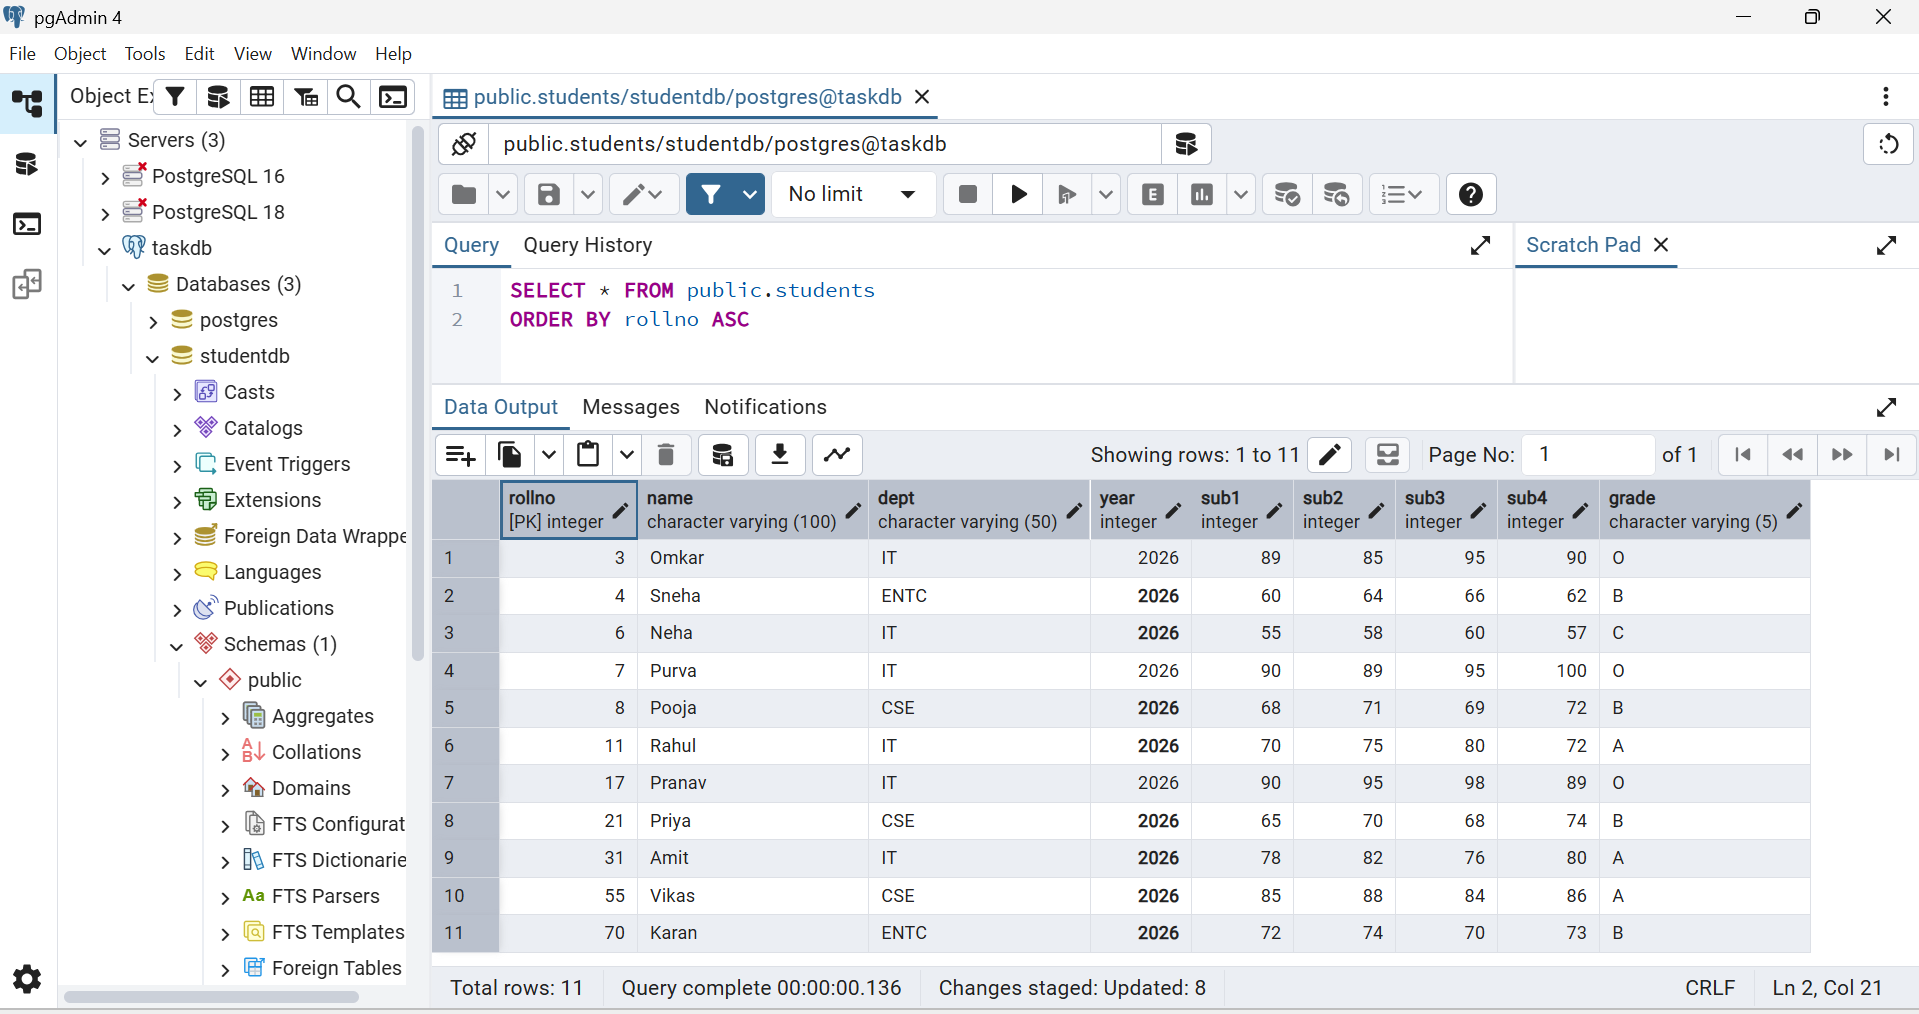 pgAdmin 4
File Object Tools Edit View Window Help
Object Ex
public.students/studentdb/postgres@taskdb
public.students/studentdb/postgres@taskdb
No limit
E
Servers (3)
PostgreSQL 16
PostgreSQL 18
taskdb
Databases (3)
postgres
studentdb
Casts
Catalogs
Event Triggers
Extensions
Foreign Data Wrappe
Languages
Publications
Schemas (1)
public
Aggregates
Collations
Domains
FTS Configurat
FTS Dictionarie
Aa FTS Parsers
FTS Templates
Foreign Tables
Query Query History
Scratch Pad
1 SELECT * FROM public.students
2 ORDER BY rollno ASC
Data Output Messages Notifications
Showing rows: 1 to 11 Page No: 1 of 1
rollno name dept year sub1 sub2 sub3 sub4 grade
[PK] integer character varying (100) character varying (50) integer integer integer integer integer character varying (5)
1 3 Omkar IT 2026 89 85 95 90 O
2 4 Sneha ENTC 2026 60 64 66 62 B
3 6 Neha IT 2026 55 58 60 57 C
4 7 Purva IT 2026 90 89 95 100 O
5 8 Pooja CSE 2026 68 71 69 72 B
6 11 Rahul IT 2026 70 75 80 72 A
7 17 Pranav IT 2026 90 95 98 89 O
8 21 Priya CSE 2026 65 70 68 74 B
9 31 Amit IT 2026 78 82 76 80 A
10 55 Vikas CSE 2026 85 88 84 86 A
11 70 Karan ENTC 2026 72 74 70 73 B
Total rows: 11 Query complete 00:00:00.136 Changes staged: Updated: 8 CRLF Ln 2, Col 21